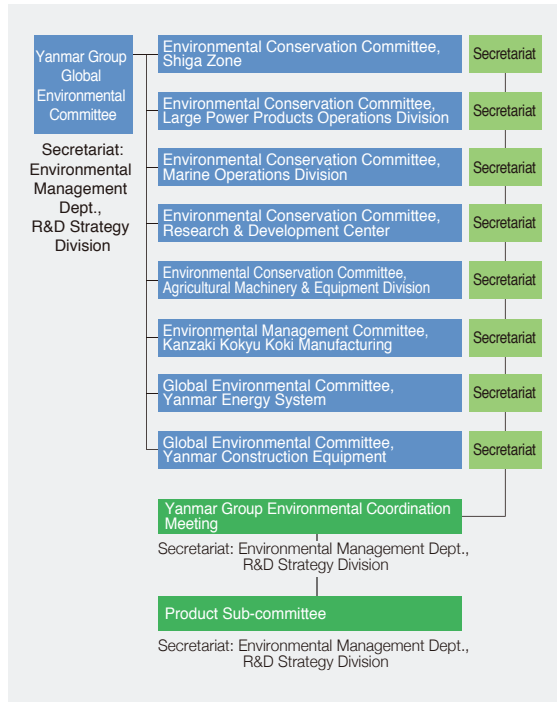 Yanmar Group
Global
Environmental
Committee
Secretariat:
Environmental
Management
Dept.,
R&D Strategy
Division
Environmental Conservation Committee,
Shiga Zone
Secretariat
Environmental Conservation Committee,
Large Power Products Operations Division
Secretariat
Environmental Conservation Committee,
Marine Operations Division
Secretariat
Environmental Conservation Committee,
Research & Development Center
Secretariat
Environmental Conservation Committee,
Agricultural Machinery & Equipment Division
Secretariat
Environmental Management Committee,
Kanzaki Kokyu Koki Manufacturing
Secretariat
Global Environmental Committee,
Yanmar Energy System
Secretariat
Global Environmental Committee,
Yanmar Construction Equipment
Secretariat
Yanmar Group Environmental Coordination
Meeting
Secretariat: Environmental Management Dept.,
R&D Strategy Division
Product Sub-committee
Secretariat: Environmental Management Dept.,
R&D Strategy Division